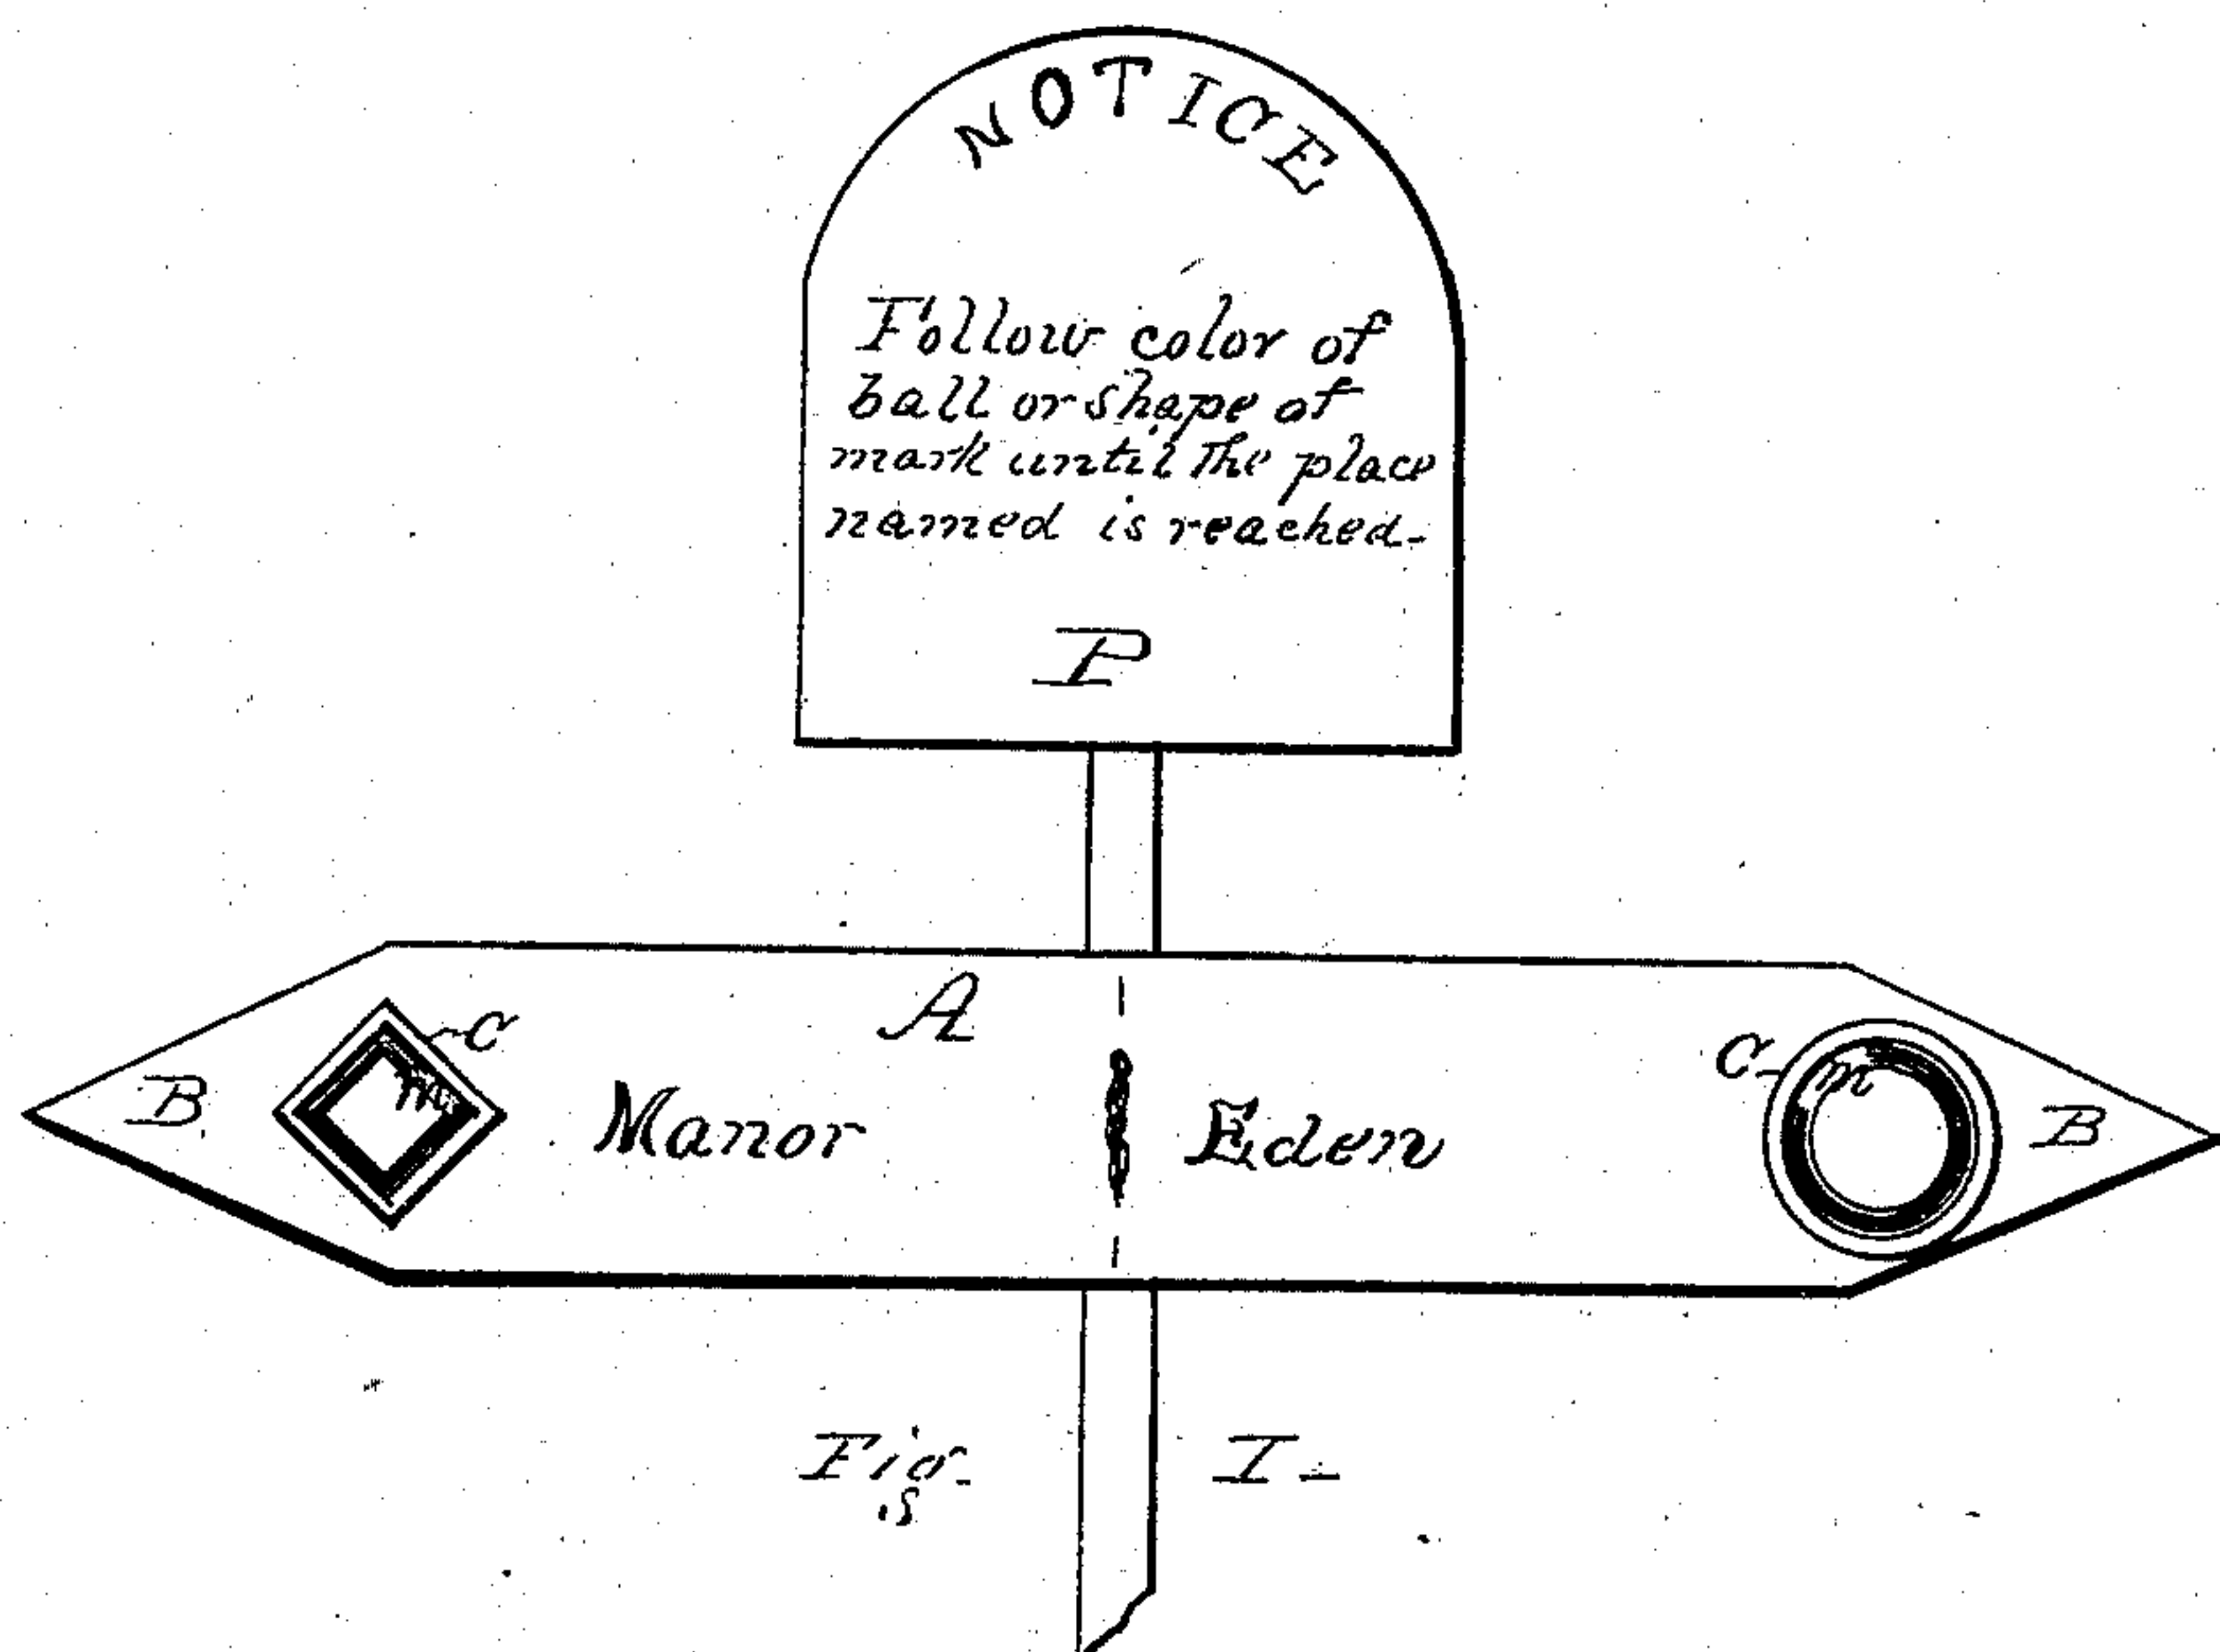 NOTICE
Follow color of
ball or shape of
mark until the place
named is reached.
P
A
B C m Manor Eden C m B
Fig. I.